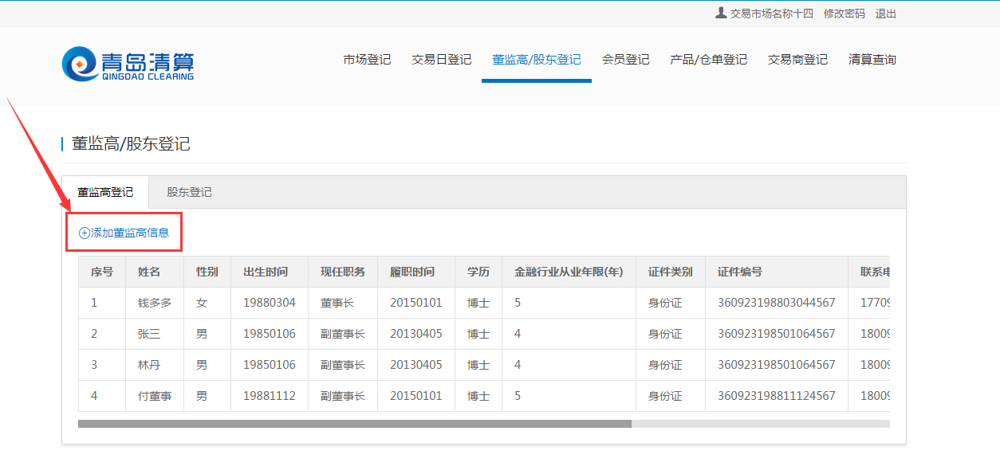 交易市场名称十四 修改密码 退出
青岛清算
QINGDAO CLEARING
市场登记 交易日登记 董监高/股东登记 会员登记 产品/仓单登记 交易商登记 清算查询
董监高/股东登记
董监高登记 股东登记
添加董监高信息
序号 姓名 性别 出生时间 现任职务 履职时间 学历 金融行业从业年限(年) 证件类别 证件编号 联系电
1 钱多多 女 19880304 董事长 20150101 博士 5 身份证 360923198803044567 17709
2 张三 男 19850106 副董事长 20130405 博士 4 身份证 360923198501064567 18009
3 林丹 男 19850106 副董事长 20130405 博士 4 身份证 360923198501064567 18009
4 付董事 男 19881112 副董事长 20150101 博士 5 身份证 360923198811124567 18009